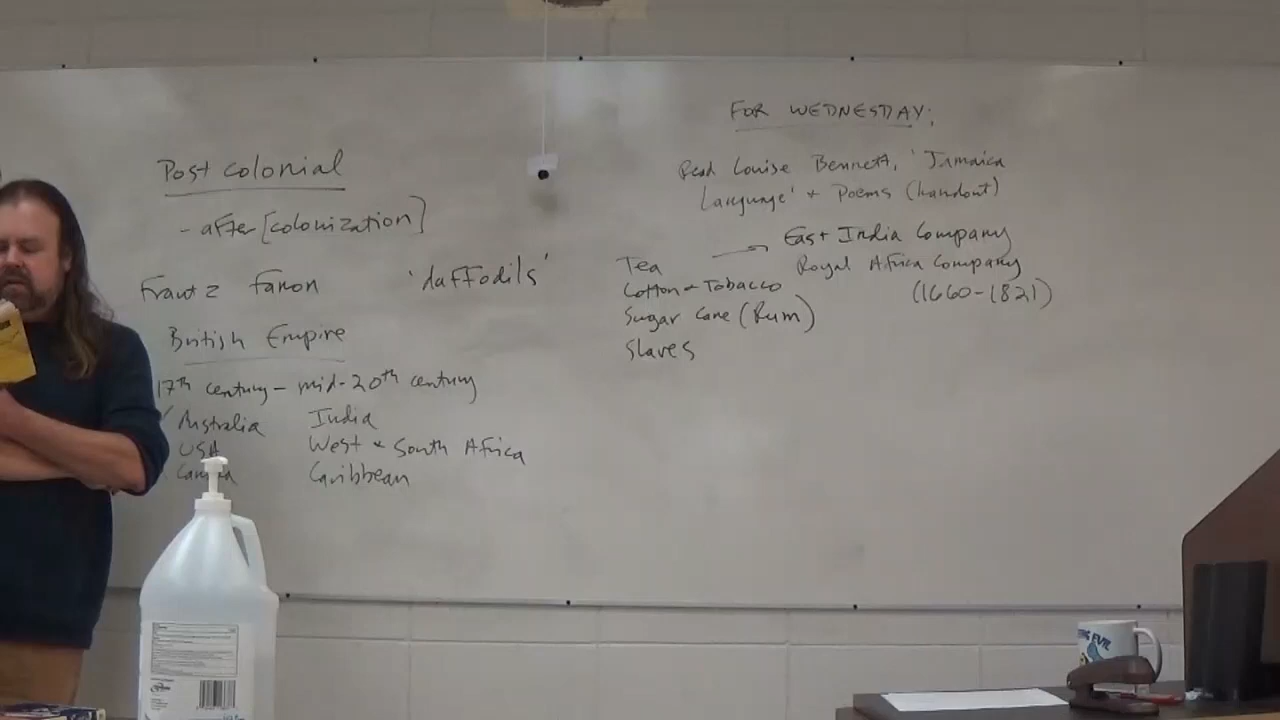 Post colonial
- after [colonization]
Frantz Fanon
'daffodils'
British Empire
17th century - mid-20th century
Australia India
USA West & South Africa
Canada Caribbean
FOR WEDNESDAY:
Read Louise Bennett, 'Jamaica
Language' + Poems (handout)
Tea → East India Company
Royal Africa Company
Cotton & Tobacco (1660-1821)
Sugar Cane (Rum)
Slaves